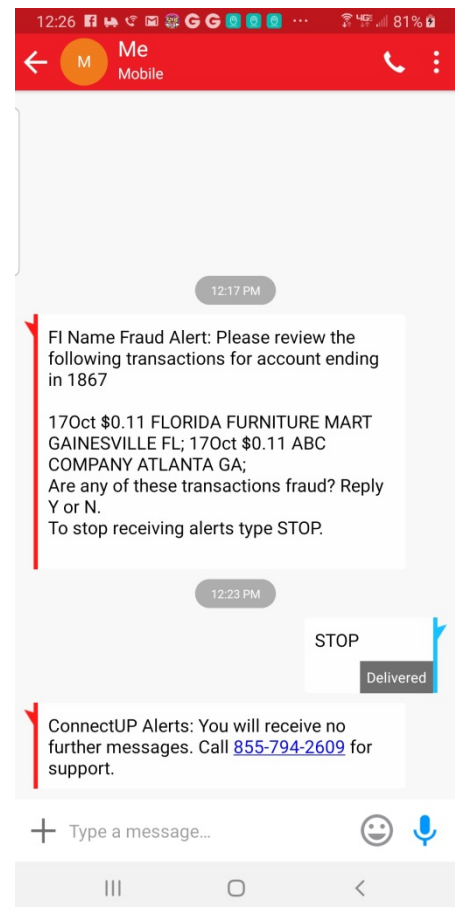 12:26 G G ... 4GE 81%
M Me
Mobile
12:17 PM
FI Name Fraud Alert: Please review the
following transactions for account ending
in 1867
17Oct $0.11 FLORIDA FURNITURE MART
GAINESVILLE FL; 17Oct $0.11 ABC
COMPANY ATLANTA GA;
Are any of these transactions fraud? Reply
Y or N.
To stop receiving alerts type STOP.
12:23 PM
STOP
Delivered
ConnectUP Alerts: You will receive no
further messages. Call 855-794-2609 for
support.
Type a message...